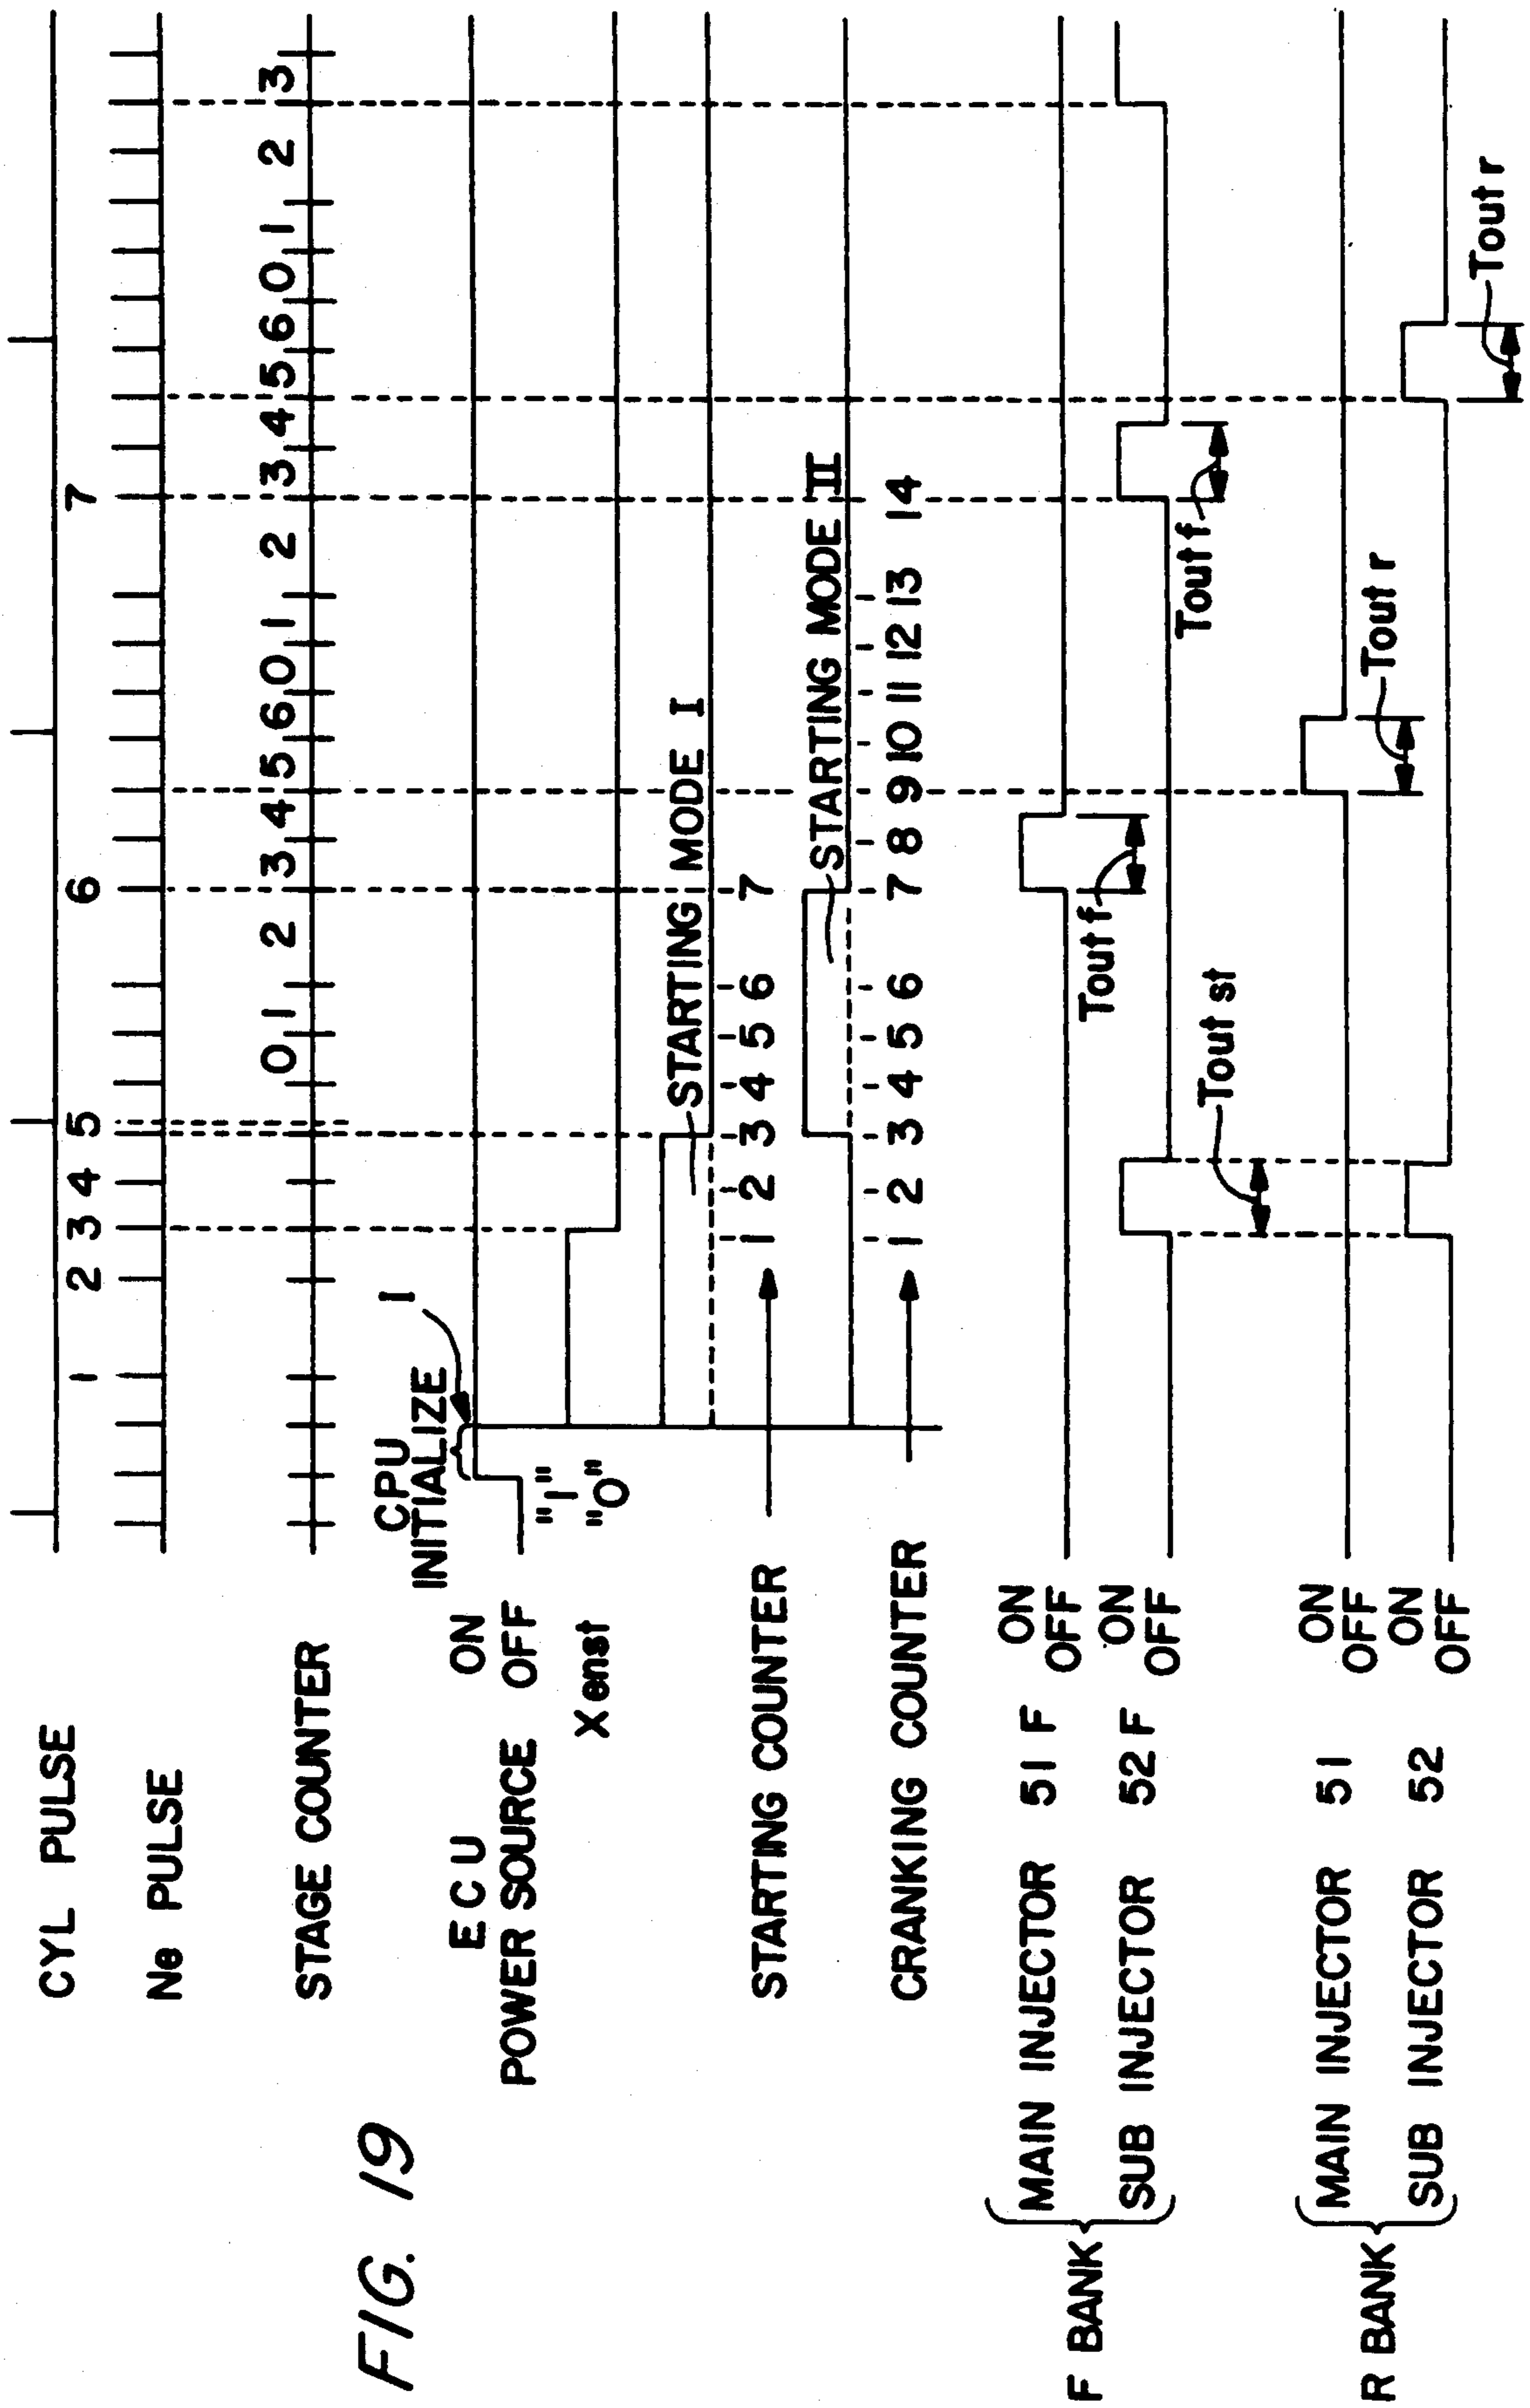 FIG. 19
CYL PULSE
1 2 3 4 5 6 7
Ne PULSE
STAGE COUNTER
0 1 2 3 4 5 6 0 1 2 3 4 5 6 0 1 2 3
CPU
INITIALIZE
1
ECU
POWER SOURCE
ON
OFF
"1"
"0"
Xenst
STARTING MODE I
STARTING COUNTER
1 2 3 4 5 6 7
STARTING MODE II
CRANKING COUNTER
1 2 3 4 5 6 7 8 9 10 11 12 13 14
F BANK
MAIN INJECTOR 51F ON
OFF
Tout f
SUB INJECTOR 52F ON
OFF
Tout f
Tout st
R BANK
MAIN INJECTOR 51 ON
OFF
Tout r
SUB INJECTOR 52 ON
OFF
Tout r